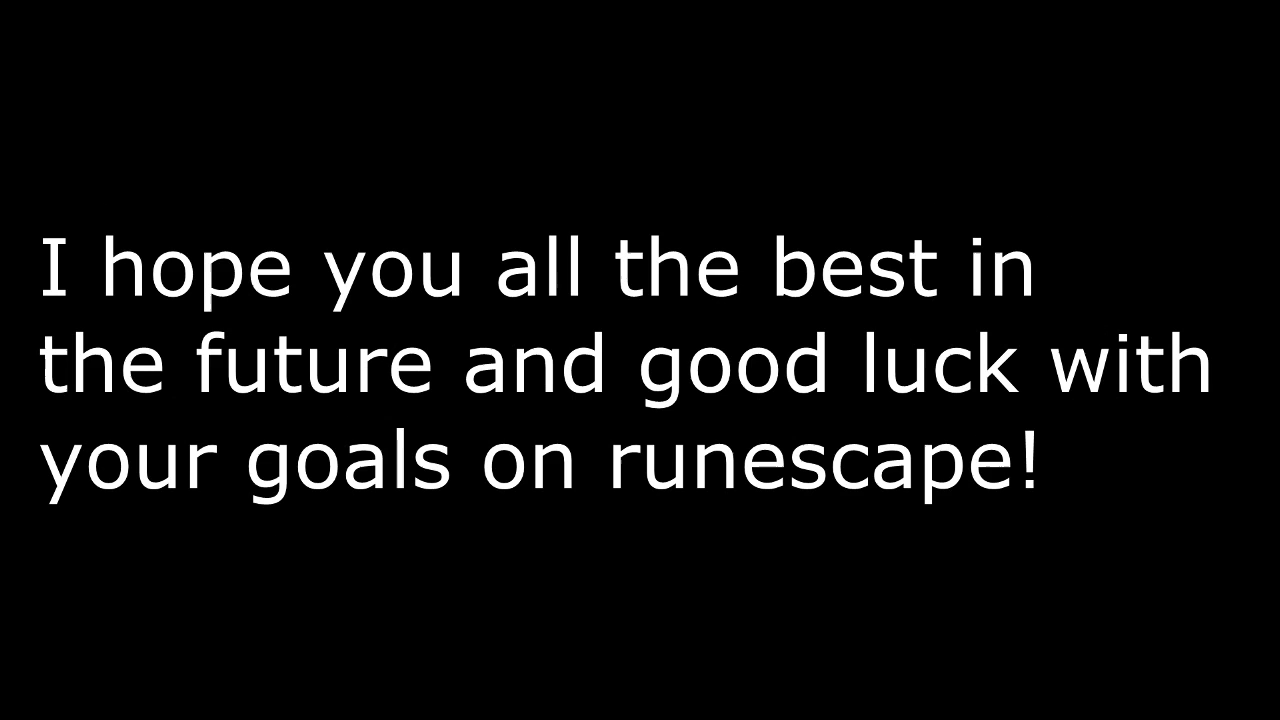 I hope you all the best in
the future and good luck with
your goals on runescape!